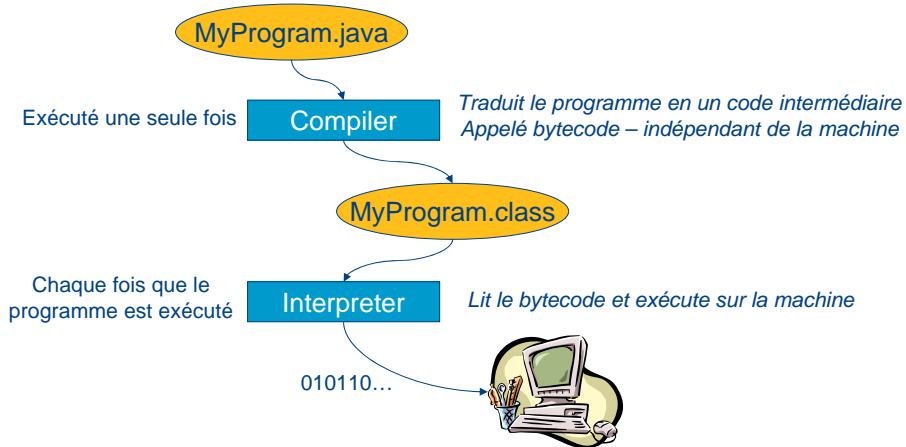 MyProgram.java
Exécuté une seule fois
Compiler
Traduit le programme en un code intermédiaire
Appelé bytecode – indépendant de la machine
MyProgram.class
Chaque fois que le
programme est exécuté
Interpreter
Lit le bytecode et exécute sur la machine
010110…